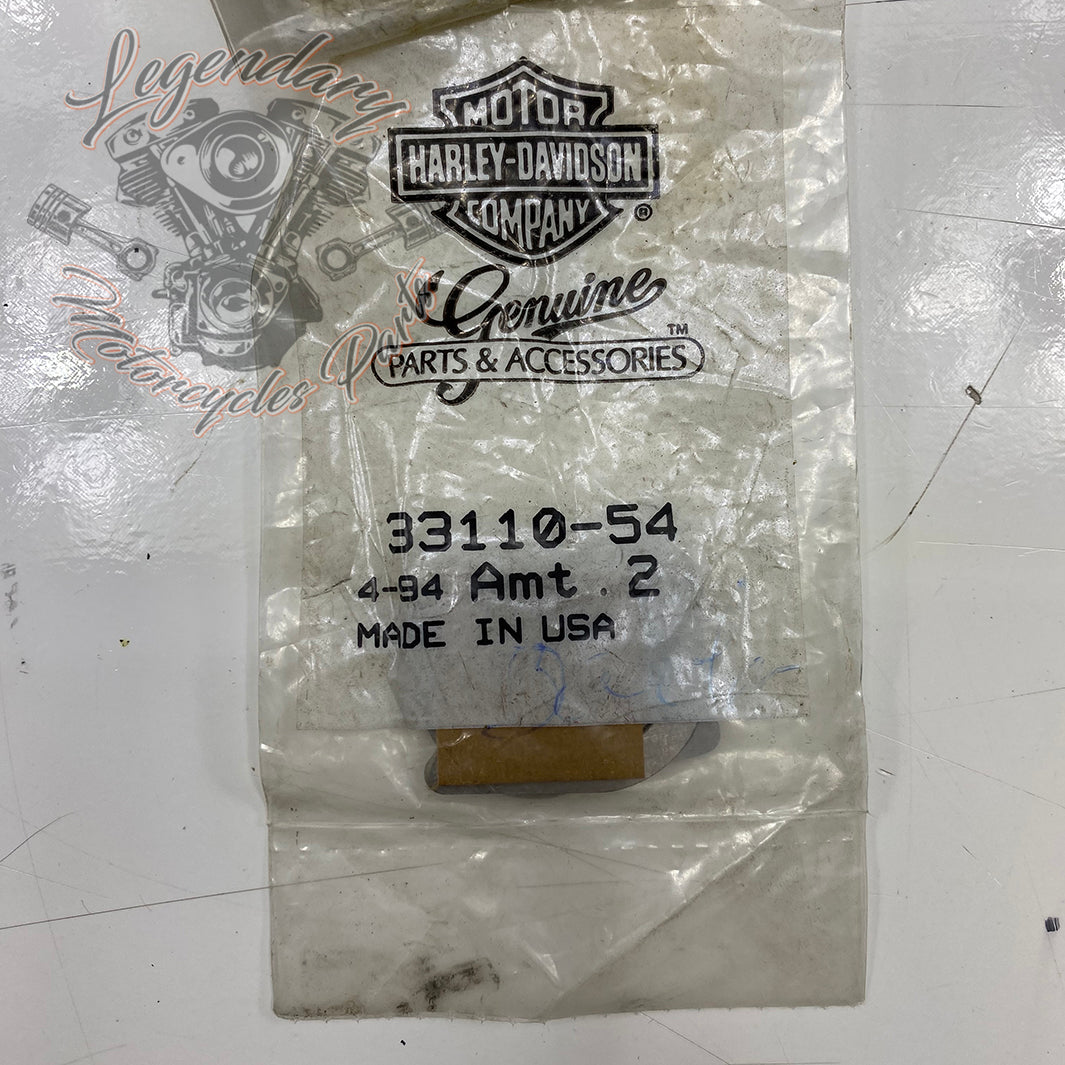 Legendary
Motorcycles Parts
MOTOR
HARLEY-DAVIDSON
COMPANY
®
Genuine
TM
PARTS & ACCESSORIES
33110-54
4-94 Amt. 2
MADE IN USA